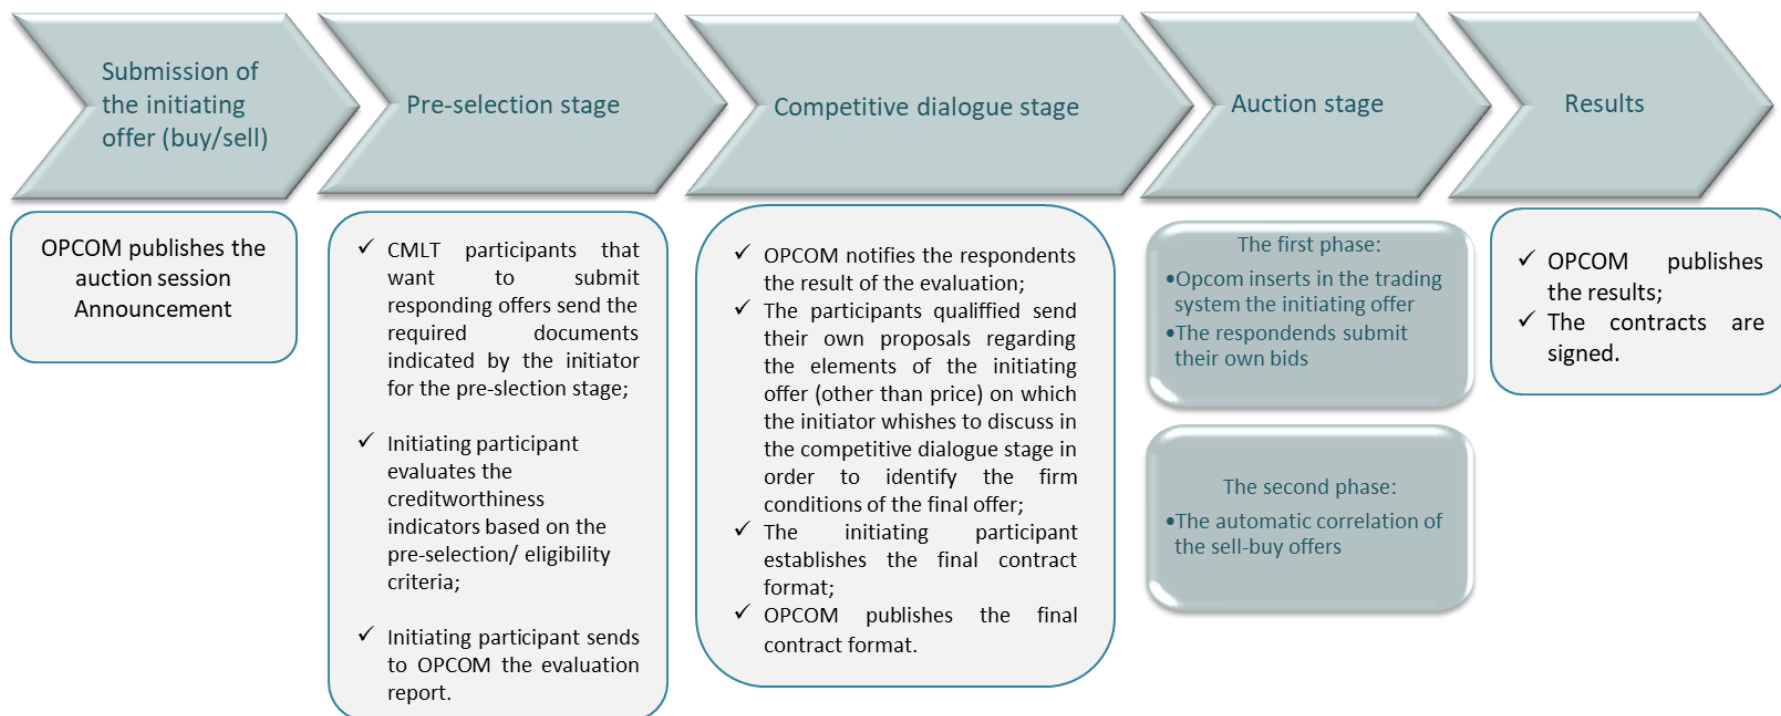 Submission of
the initiating
offer (buy/sell)
Pre-selection stage
Competitive dialogue stage
Auction stage
Results
OPCOM publishes the
auction session
Announcement
✓ CMLT participants that
want to submit
responding offers send the
required documents
indicated by the initiator
for the pre-slection stage;
✓ Initiating participant
evaluates the
creditworthiness
indicators based on the
pre-selection/ eligibility
criteria;
✓ Initiating participant sends
to OPCOM the evaluation
report.
✓ OPCOM notifies the respondents
the result of the evaluation;
✓ The participants qualiffied send
their own proposals regarding
the elements of the initiating
offer (other than price) on which
the initiator whishes to discuss in
the competitive dialogue stage in
order to identify the firm
conditions of the final offer;
✓ The initiating participant
establishes the final contract
format;
✓ OPCOM publishes the final
contract format.
The first phase:
•Opcom inserts in the trading
system the initiating offer
•The respondends submit
their own bids
The second phase:
•The automatic correlation of
the sell-buy offers
✓ OPCOM publishes
the results;
✓ The contracts are
signed.